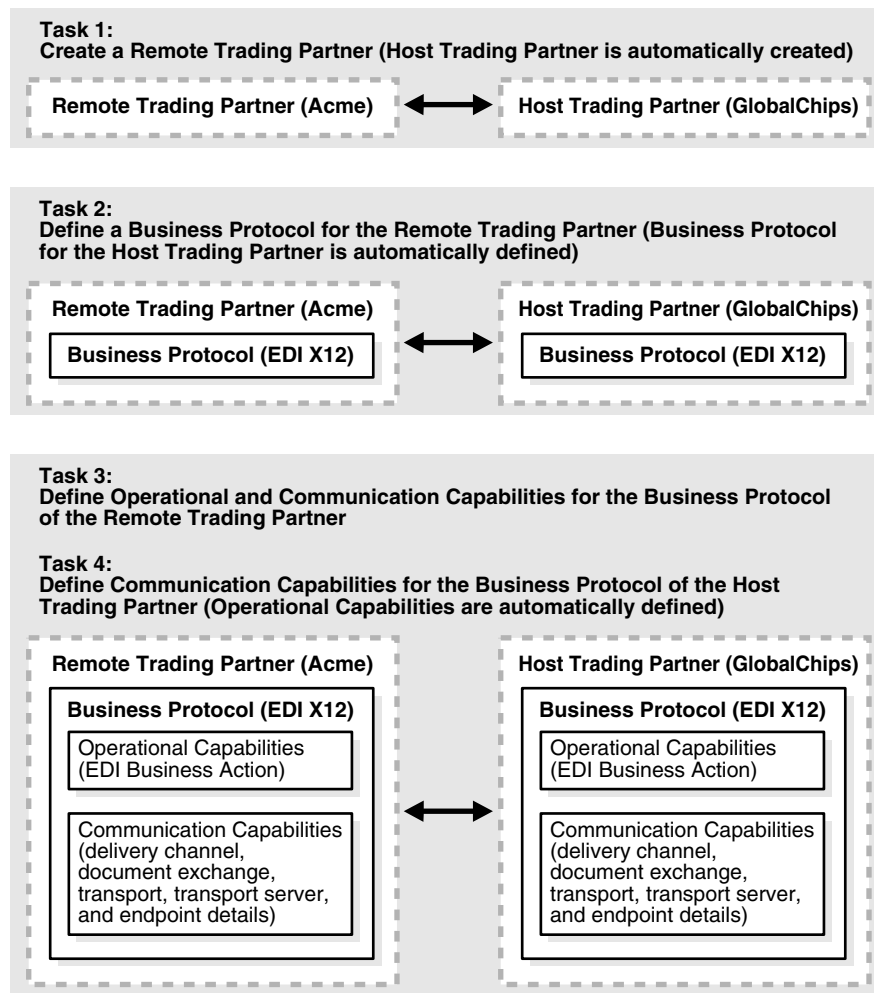 Task 1:
Create a Remote Trading Partner (Host Trading Partner is automatically created)
Remote Trading Partner (Acme)
Host Trading Partner (GlobalChips)
Task 2:
Define a Business Protocol for the Remote Trading Partner (Business Protocol
for the Host Trading Partner is automatically defined)
Remote Trading Partner (Acme)
Business Protocol (EDI X12)
Host Trading Partner (GlobalChips)
Business Protocol (EDI X12)
Task 3:
Define Operational and Communication Capabilities for the Business Protocol
of the Remote Trading Partner
Task 4:
Define Communication Capabilities for the Business Protocol of the Host
Trading Partner (Operational Capabilities are automatically defined)
Remote Trading Partner (Acme)
Business Protocol (EDI X12)
Operational Capabilities
(EDI Business Action)
Communication Capabilities
(delivery channel,
document exchange,
transport, transport server,
and endpoint details)
Host Trading Partner (GlobalChips)
Business Protocol (EDI X12)
Operational Capabilities
(EDI Business Action)
Communication Capabilities
(delivery channel,
document exchange,
transport, transport server,
and endpoint details)